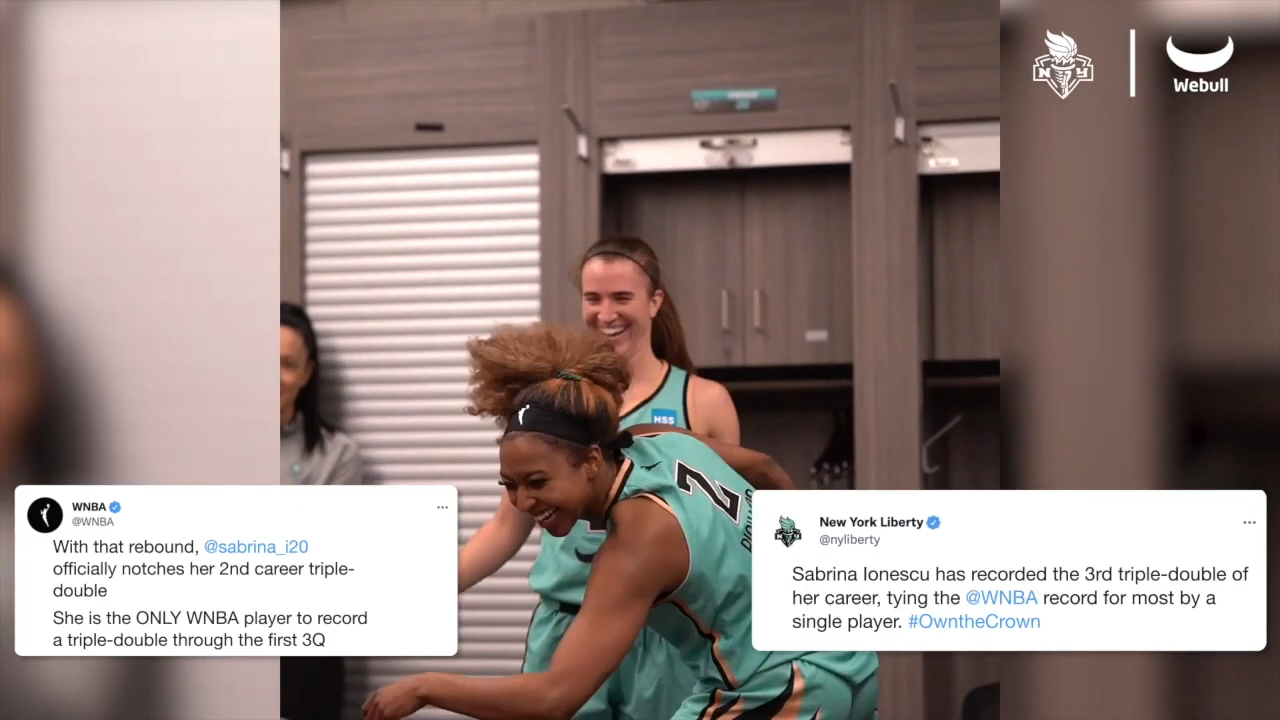 NY
Webull
HSS
2
WNBA
@WNBA
With that rebound, @sabrina_i20
officially notches her 2nd career triple-
double
She is the ONLY WNBA player to record
a triple-double through the first 3Q
New York Liberty
@nyliberty
Sabrina Ionescu has recorded the 3rd triple-double of
her career, tying the @WNBA record for most by a
single player. #OwntheCrown